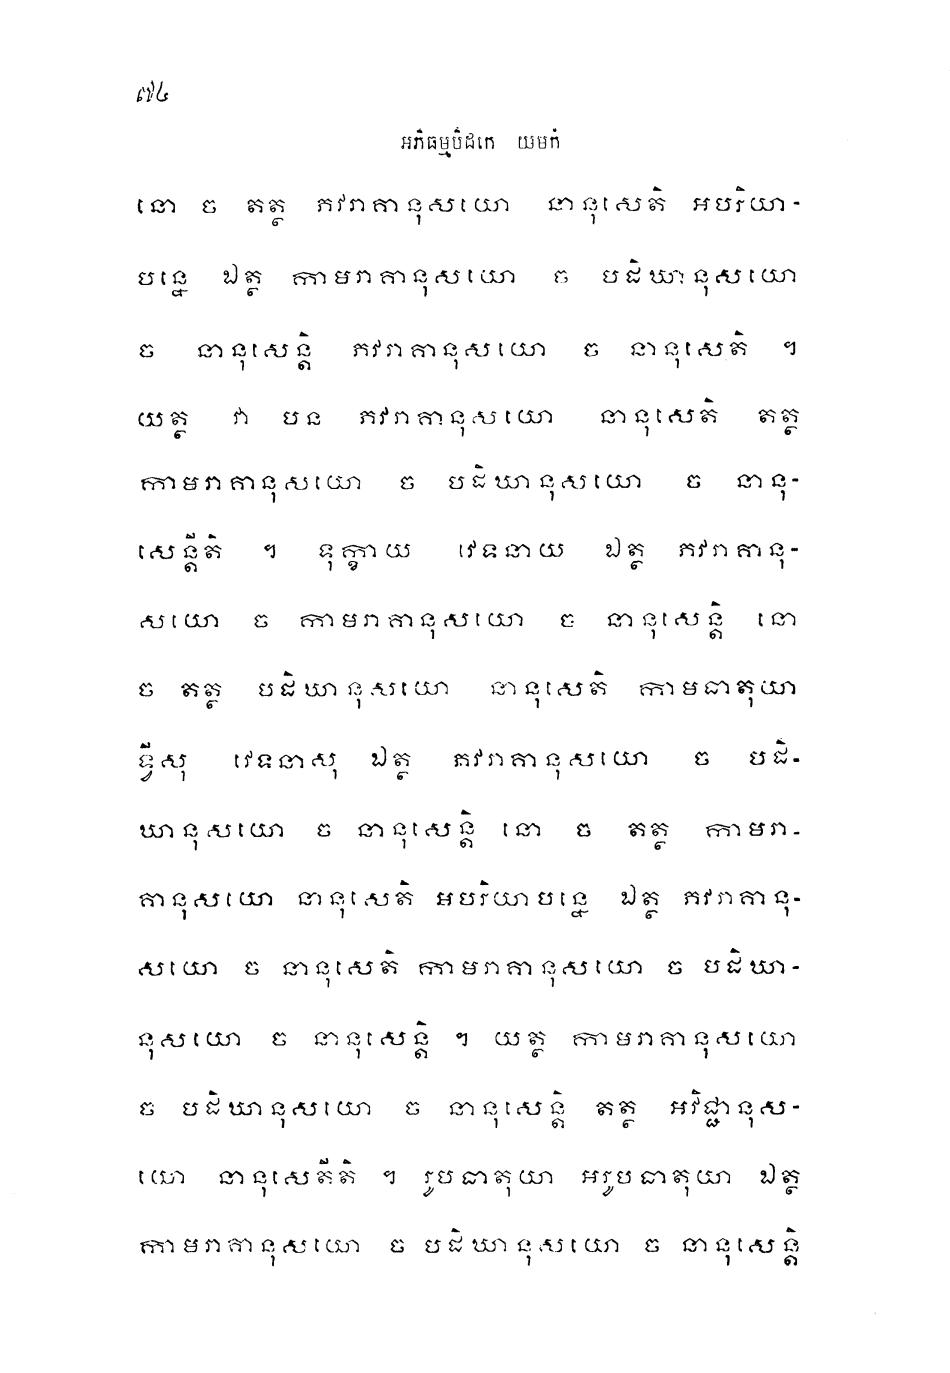 ៧៤
អភិធម្មបិដកេ យមកំ
នោ ច តត្ថ ភវរាគានុសយោ នានុសេតិ អបរិយា-
បន្នេ ឯត្ថ កាមរាគានុសយោ ច បដិឃានុសយោ
ច នានុសេន្តិ ភវរាគានុសយោ ច នានុសេតិ ។
យត្ថ វា បន ភវរាគានុសយោ នានុសេតិ តត្ថ
កាមរាគានុសយោ ច បដិឃានុសយោ ច នានុ-
សេន្តីតិ ។ ទុក្ខាយ វេទនាយ ឯត្ថ ភវរាគានុ-
សយោ ច កាមរាគានុសយោ ច នានុសេន្តិ នោ
ច តត្ថ បដិឃានុសយោ នានុសេតិ កាមធាតុយា
ទ្វីសុ វេទនាសុ ឯត្ថ ភវរាគានុសយោ ច បដិ-
ឃានុសយោ ច នានុសេន្តិ នោ ច តត្ថ កាមរា-
គានុសយោ នានុសេតិ អបរិយាបន្នេ ឯត្ថ ភវរាគានុ-
សយោ ច នានុសេតិ កាមរាគានុសយោ ច បដិឃា-
នុសយោ ច នានុសេន្តិ ។ យត្ថ កាមរាគានុសយោ
ច បដិឃានុសយោ ច នានុសេន្តិ តត្ថ អវិជ្ជានុស-
យោ នានុសេតីតិ ។ រូបធាតុយា អរូបធាតុយា ឯត្ថ
កាមរាគានុសយោ ច បដិឃានុសយោ ច នានុសេន្តិ